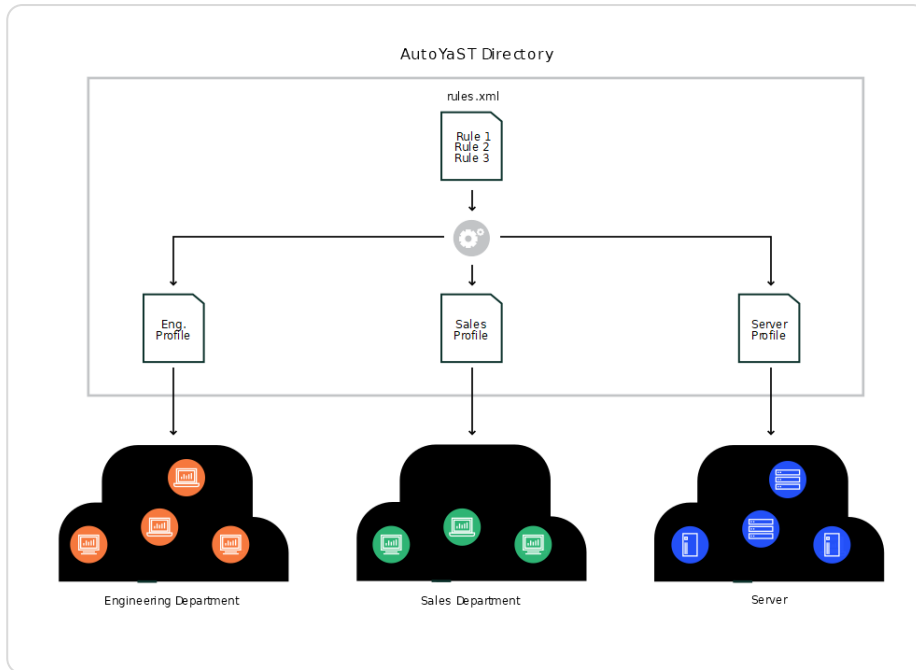 AutoYaST Directory
rules.xml
Rule 1
Rule 2
Rule 3
Eng.
Profile
Sales
Profile
Server
Profile
Engineering Department
Sales Department
Server